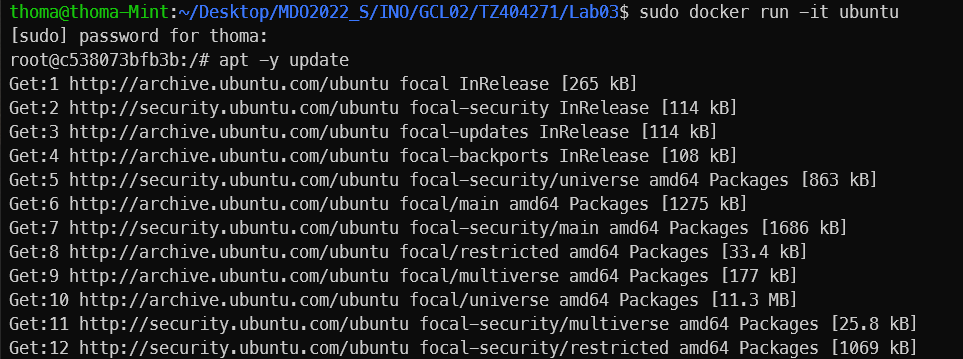 thoma@thoma-Mint:~/Desktop/MDO2022_S/INO/GCL02/TZ404271/Lab03$ sudo docker run -it ubuntu
[sudo] password for thoma:
root@c538073bfb3b:/# apt -y update
Get:1 http://archive.ubuntu.com/ubuntu focal InRelease [265 kB]
Get:2 http://security.ubuntu.com/ubuntu focal-security InRelease [114 kB]
Get:3 http://archive.ubuntu.com/ubuntu focal-updates InRelease [114 kB]
Get:4 http://archive.ubuntu.com/ubuntu focal-backports InRelease [108 kB]
Get:5 http://security.ubuntu.com/ubuntu focal-security/universe amd64 Packages [863 kB]
Get:6 http://archive.ubuntu.com/ubuntu focal/main amd64 Packages [1275 kB]
Get:7 http://security.ubuntu.com/ubuntu focal-security/main amd64 Packages [1686 kB]
Get:8 http://archive.ubuntu.com/ubuntu focal/restricted amd64 Packages [33.4 kB]
Get:9 http://archive.ubuntu.com/ubuntu focal/multiverse amd64 Packages [177 kB]
Get:10 http://archive.ubuntu.com/ubuntu focal/universe amd64 Packages [11.3 MB]
Get:11 http://security.ubuntu.com/ubuntu focal-security/multiverse amd64 Packages [25.8 kB]
Get:12 http://security.ubuntu.com/ubuntu focal-security/restricted amd64 Packages [1069 kB]